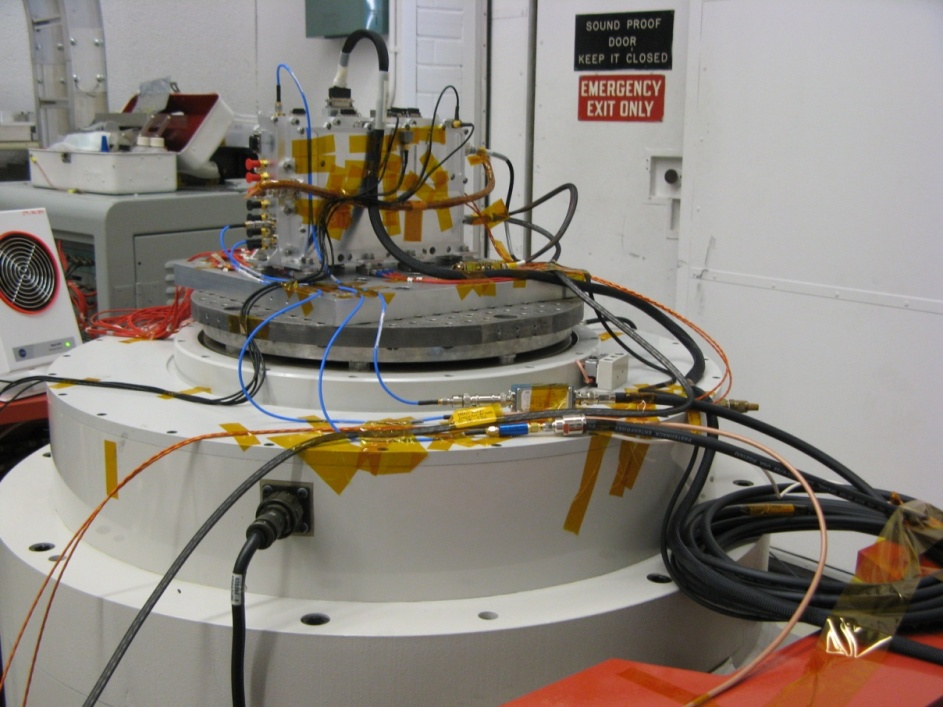 SOUND PROOF
DOOR
KEEP IT CLOSED
EMERGENCY
EXIT ONLY